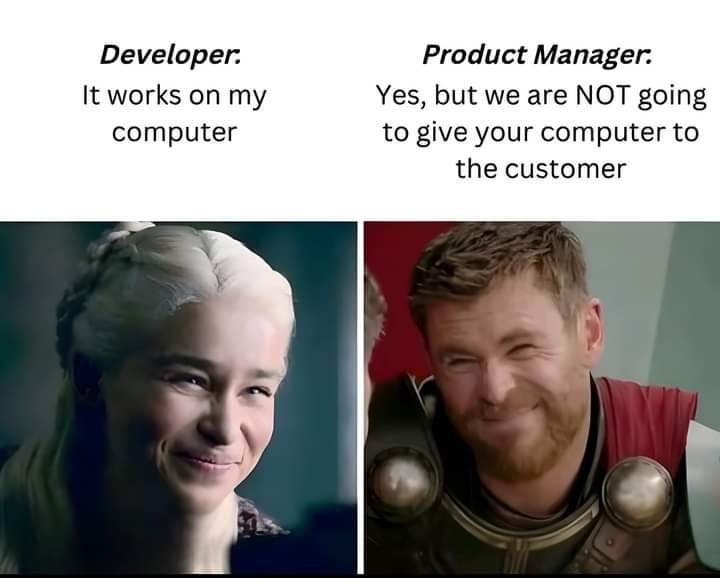 Developer:
It works on my
computer
Product Manager:
Yes, but we are NOT going
to give your computer to
the customer